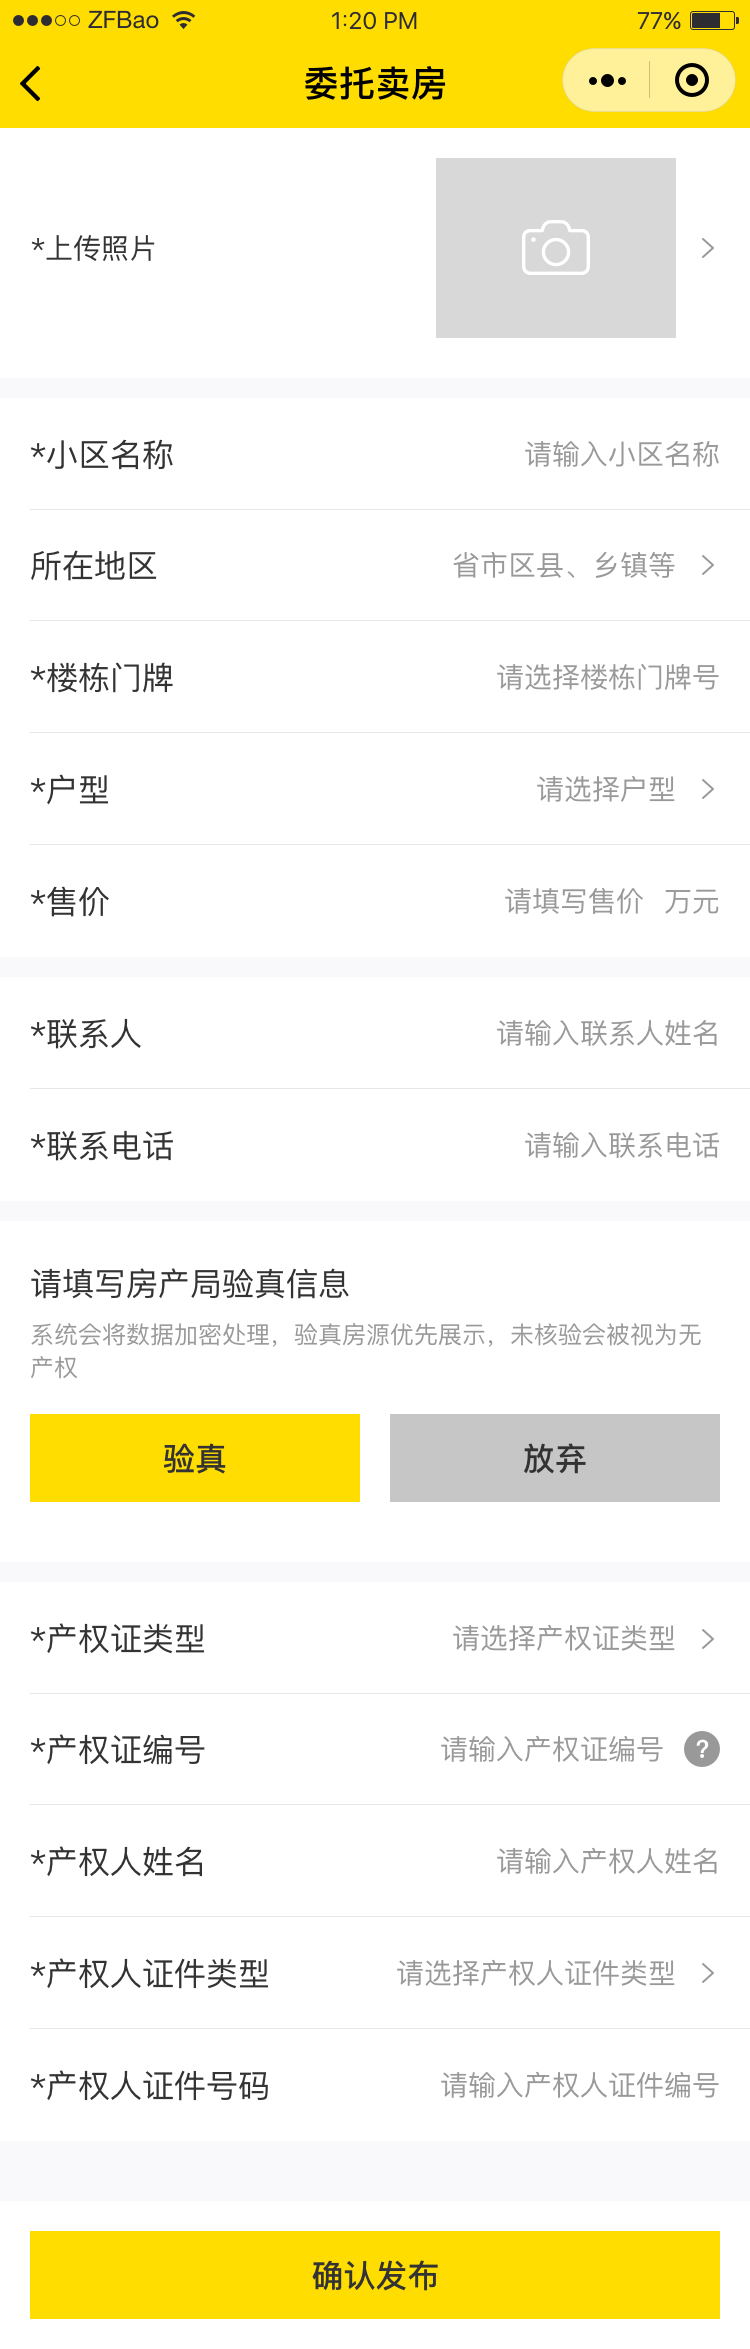 ZFBao 1:20 PM 77%
委托卖房
*上传照片
*小区名称 请输入小区名称
所在地区 省市区县、乡镇等
*楼栋门牌 请选择楼栋门牌号
*户型 请选择户型
*售价 请填写售价 万元
*联系人 请输入联系人姓名
*联系电话 请输入联系电话
请填写房产局验真信息
系统会将数据加密处理，验真房源优先展示，未核验会被视为无
产权
验真 放弃
*产权证类型 请选择产权证类型
*产权证编号 请输入产权证编号 ?
*产权人姓名 请输入产权人姓名
*产权人证件类型 请选择产权人证件类型
*产权人证件号码 请输入产权人证件编号
确认发布